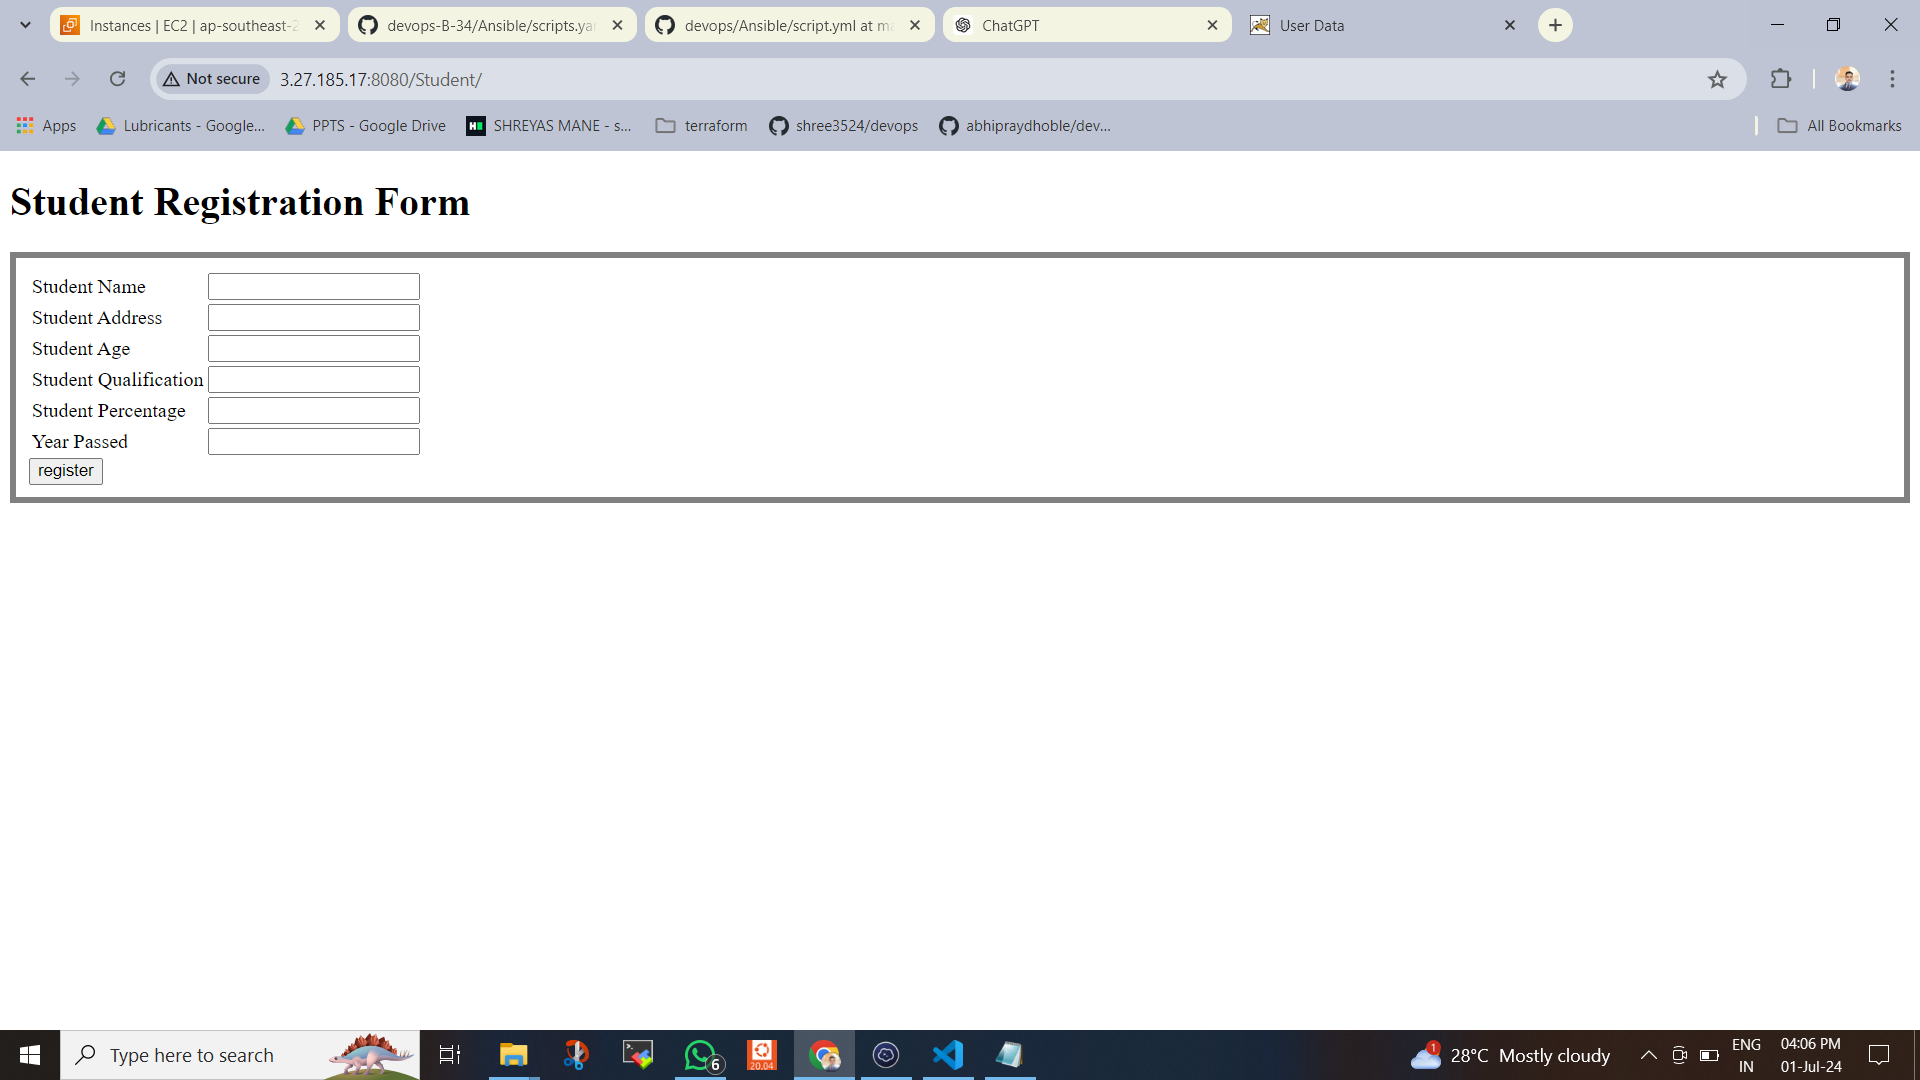 Instances | EC2 | ap-southeast-2
devops-B-34/Ansible/scripts.yar
devops/Ansible/script.yml at ma
ChatGPT
User Data
Not secure
3.27.185.17:8080/Student/
Apps
Lubricants - Google...
PPTS - Google Drive
SHREYAS MANE - s...
terraform
shree3524/devops
abhipraydhoble/dev...
All Bookmarks
Student Registration Form
Student Name
Student Address
Student Age
Student Qualification
Student Percentage
Year Passed
register
Type here to search
6
20.04
1
28°C Mostly cloudy
ENG
IN
04:06 PM
01-Jul-24